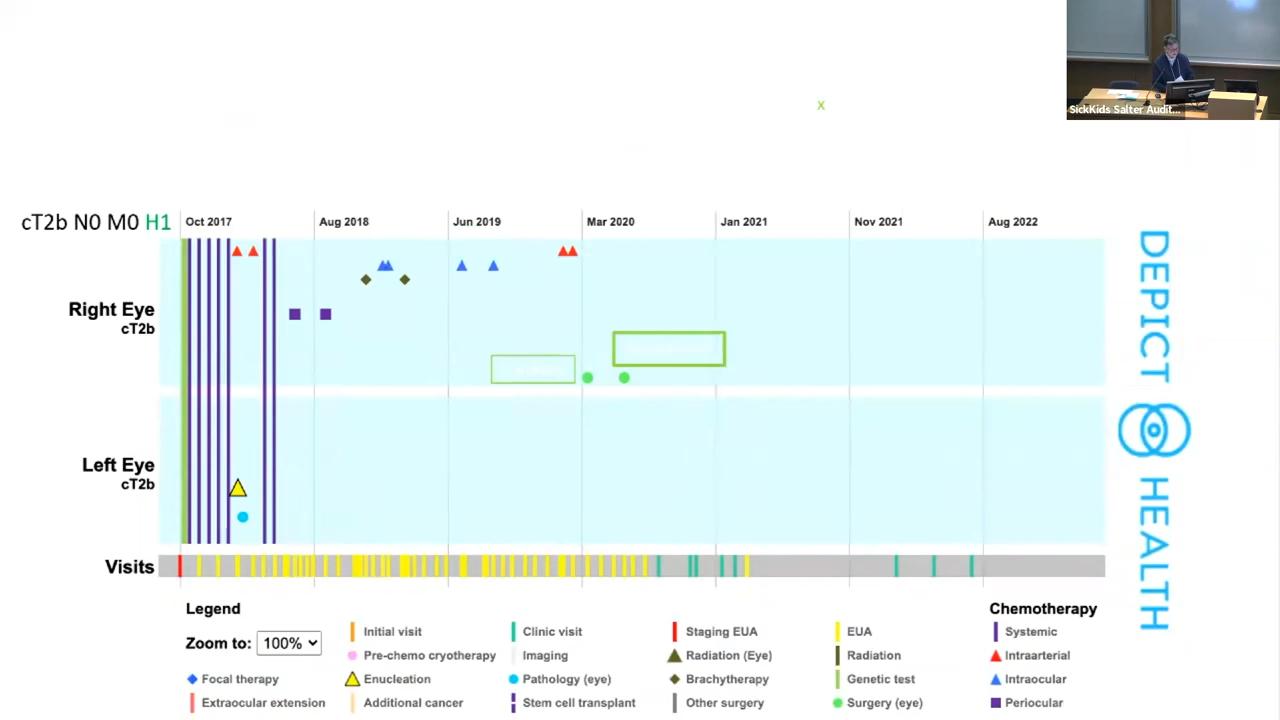 SickKids Salter Audit...
x
cT2b N0 M0 H1
Oct 2017
Aug 2018
Jun 2019
Mar 2020
Jan 2021
Nov 2021
Aug 2022
Right Eye
cT2b
Left Eye
cT2b
Visits
DEPICT HEALTH
Legend
Zoom to: 100%
Initial visit
Clinic visit
Staging EUA
EUA
Pre-chemo cryotherapy
Imaging
Radiation (Eye)
Radiation
Focal therapy
Enucleation
Pathology (eye)
Brachytherapy
Genetic test
Extraocular extension
Additional cancer
Stem cell transplant
Other surgery
Surgery (eye)
Chemotherapy
Systemic
Intraarterial
Intraocular
Periocular